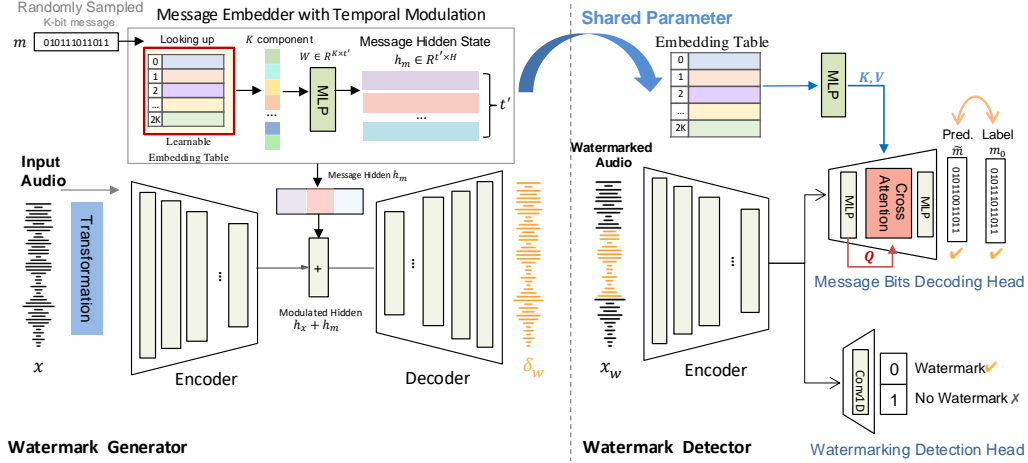 Randomly Sampled
K-bit message
m
010111011011
Message Embedder with Temporal Modulation
Looking up
0
1
2
...
2K
Learnable
Embedding Table
K component
...
W ∈ R^{K×t'}
MLP
Message Hidden State
h_m ∈ R^{t'×H}
...
t'
Input
Audio
Transformation
x
...
Encoder
Message Hidden h_m
+
Modulated Hidden
h_x + h_m
...
Decoder
δ_w
Watermark Generator
Shared Parameter
Embedding Table
0
1
2
...
2K
MLP
K, V
Watermarked
Audio
x_w
...
Encoder
MLP
Cross
Attention
MLP
Q
Pred.
m̃
0101110011011
✓
Label
m_0
0101110111011
✓
Message Bits Decoding Head
Conv1D
0
Watermark ✓
1
No Watermark ✗
Watermarking Detection Head
Watermark Detector